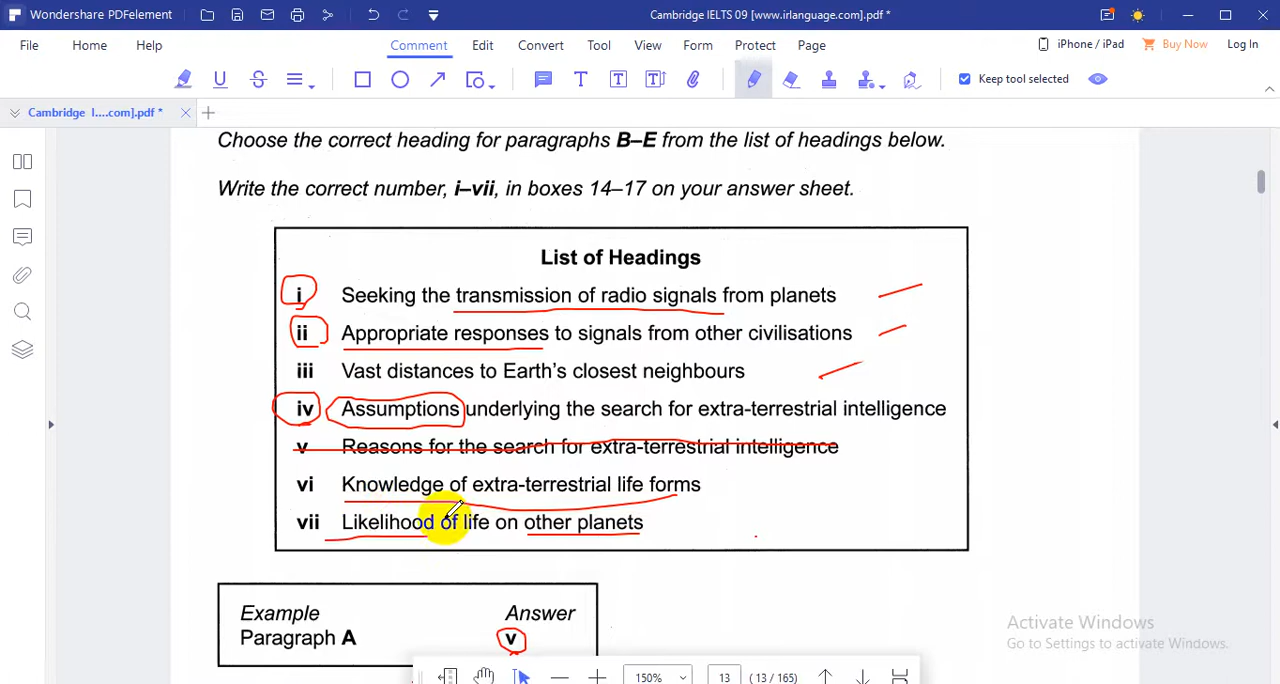 Wondershare PDFelement
Cambridge IELTS 09 [www.irlanguage.com].pdf *
File Home Help Comment Edit Convert Tool View Form Protect Page iPhone / iPad Buy Now Log In
Keep tool selected
Cambridge I....com].pdf *
Choose the correct heading for paragraphs B–E from the list of headings below.
Write the correct number, i–vii, in boxes 14–17 on your answer sheet.
List of Headings
i Seeking the transmission of radio signals from planets
ii Appropriate responses to signals from other civilisations
iii Vast distances to Earth's closest neighbours
iv Assumptions underlying the search for extra-terrestrial intelligence
v Reasons for the search for extra-terrestrial intelligence
vi Knowledge of extra-terrestrial life forms
vii Likelihood of life on other planets
Example Answer
Paragraph A v
Activate Windows
Go to Settings to activate Windows.
150% 13 (13 / 165)